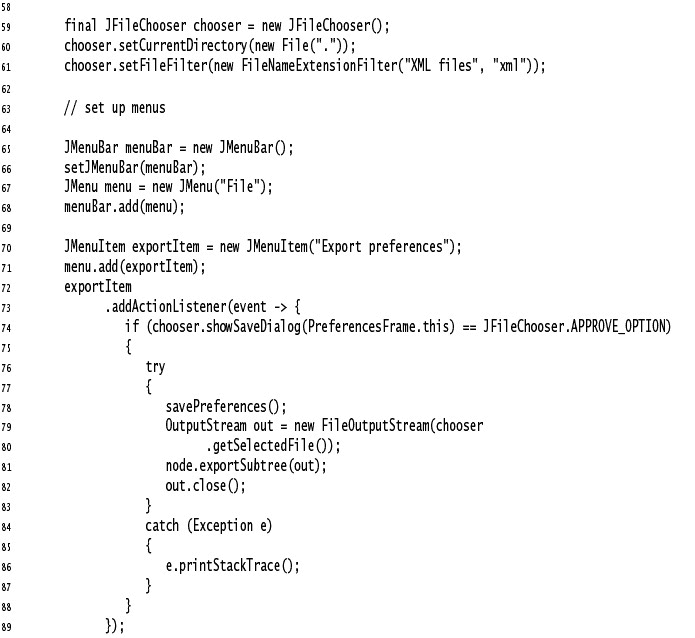 58
59 final JFileChooser chooser = new JFileChooser();
60 chooser.setCurrentDirectory(new File("."));
61 chooser.setFileFilter(new FileNameExtensionFilter("XML files", "xml"));
62
63 // set up menus
64
65 JMenuBar menuBar = new JMenuBar();
66 setJMenuBar(menuBar);
67 JMenu menu = new JMenu("File");
68 menuBar.add(menu);
69
70 JMenuItem exportItem = new JMenuItem("Export preferences");
71 menu.add(exportItem);
72 exportItem
73 .addActionListener(event -> {
74 if (chooser.showSaveDialog(PreferencesFrame.this) == JFileChooser.APPROVE_OPTION)
75 {
76 try
77 {
78 savePreferences();
79 OutputStream out = new FileOutputStream(chooser
80 .getSelectedFile());
81 node.exportSubtree(out);
82 out.close();
83 }
84 catch (Exception e)
85 {
86 e.printStackTrace();
87 }
88 }
89 });